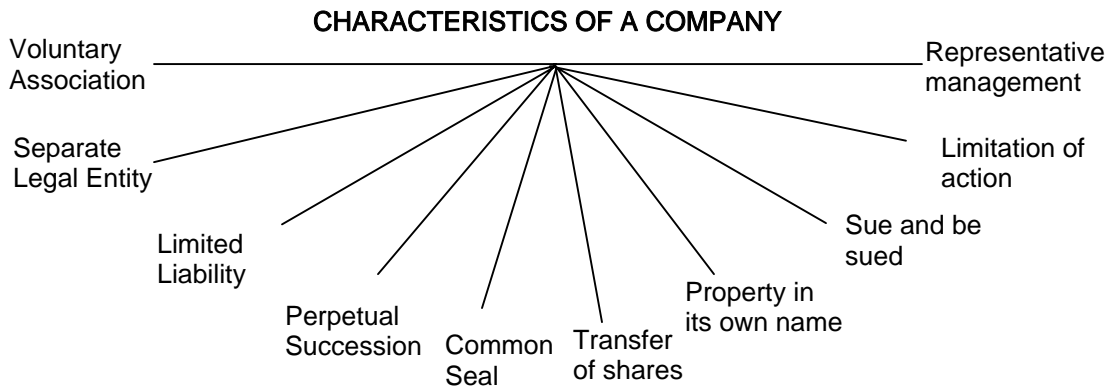 CHARACTERISTICS OF A COMPANY
Voluntary
Association
Representative
management
Separate
Legal Entity
Limitation of
action
Limited
Liability
Sue and be
sued
Perpetual
Succession
Common
Seal
Transfer
of shares
Property in
its own name